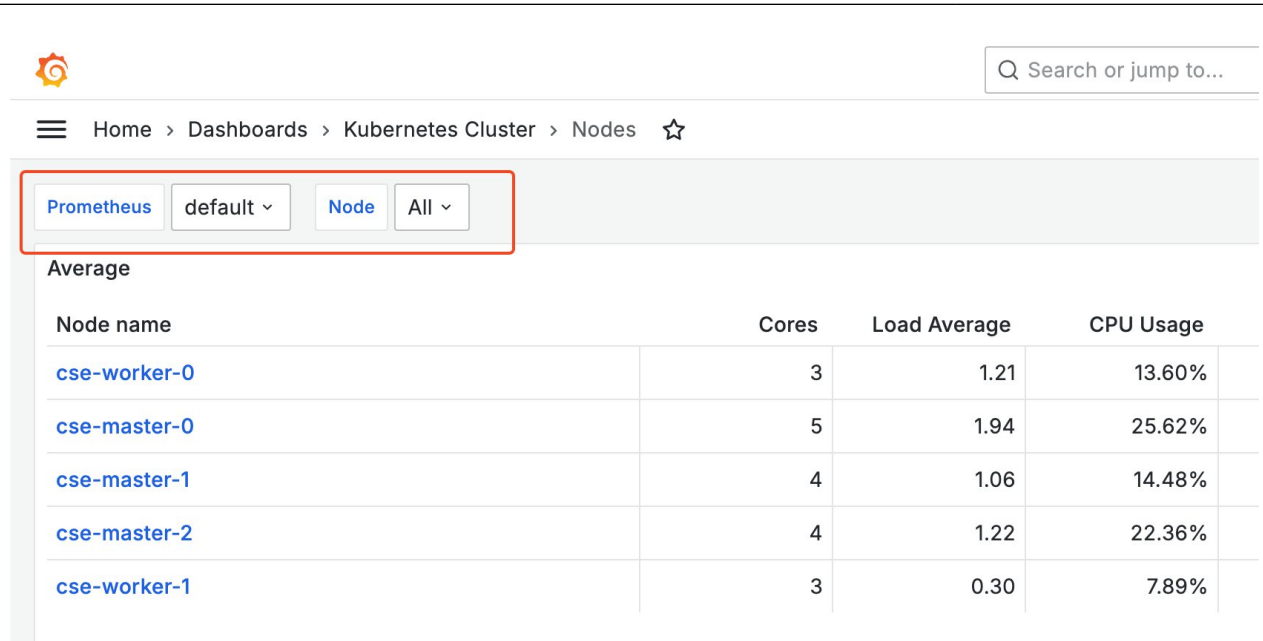 Search or jump to...
Home > Dashboards > Kubernetes Cluster > Nodes
Prometheus default Node All
Average
Node name Cores Load Average CPU Usage
cse-worker-0 3 1.21 13.60%
cse-master-0 5 1.94 25.62%
cse-master-1 4 1.06 14.48%
cse-master-2 4 1.22 22.36%
cse-worker-1 3 0.30 7.89%